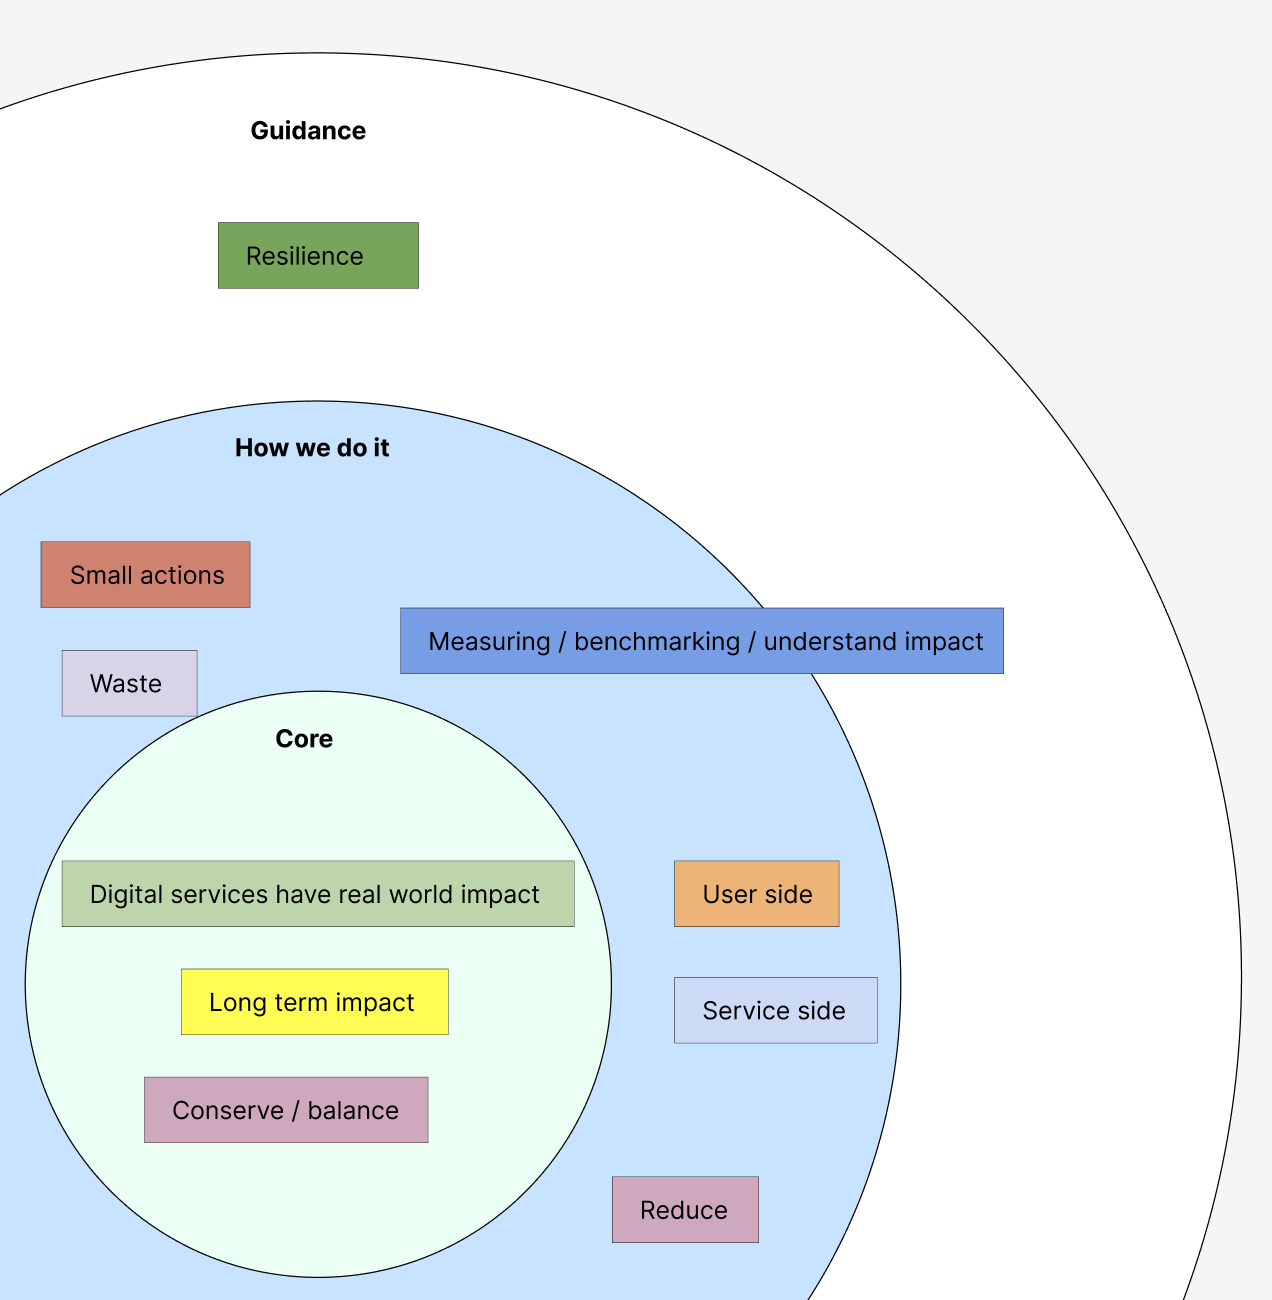 Guidance
Resilience
How we do it
Small actions
Measuring / benchmarking / understand impact
Waste
Core
Digital services have real world impact
User side
Long term impact
Service side
Conserve / balance
Reduce